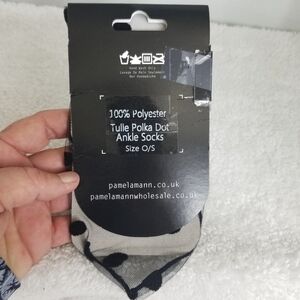 Hand Wash Only
100% Polyester
Tulle Polka Dot
Ankle Socks
Size O/S
pamelamann.co.uk
pamelamannwholesale.co.uk